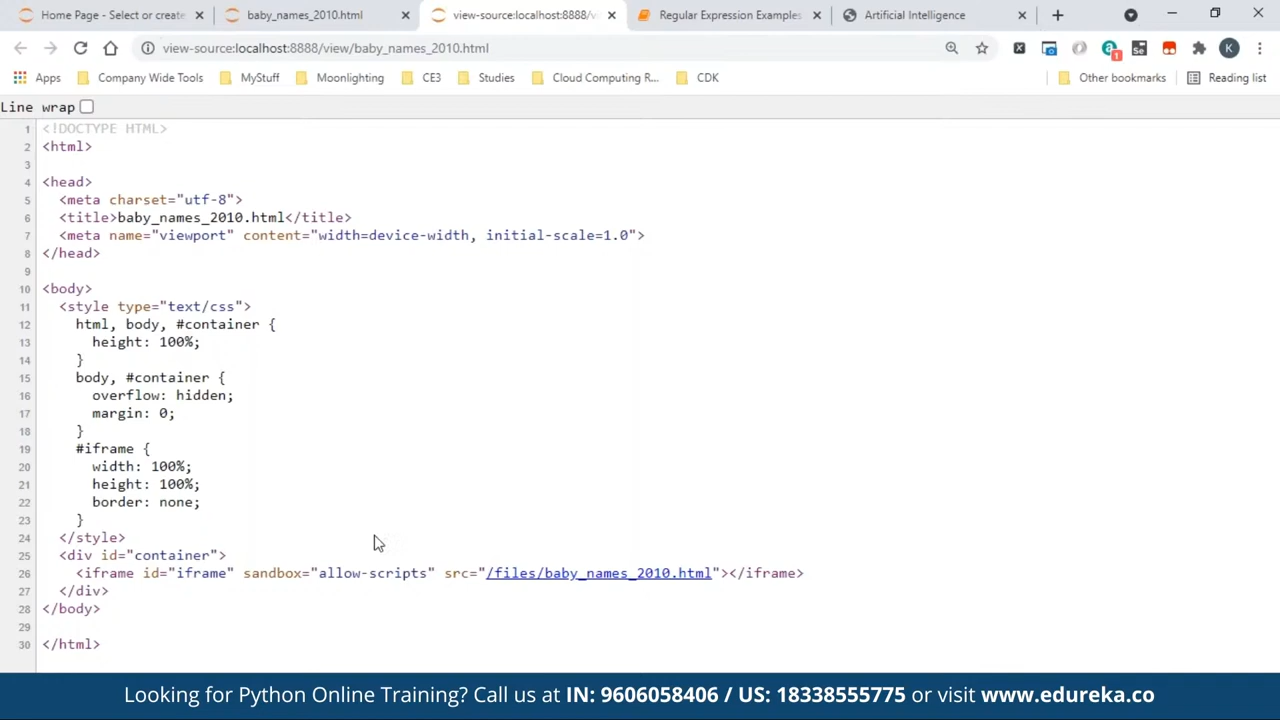 Home Page - Select or create
baby_names_2010.html
view-source:localhost:8888/v
Regular Expression Examples
Artificial Intelligence
view-source:localhost:8888/view/baby_names_2010.html
K
Apps
Company Wide Tools
MyStuff
Moonlighting
CE3
Studies
Cloud Computing R...
CDK
Other bookmarks
Reading list
Line wrap
1 <!DOCTYPE HTML>
2 <html>
3
4 <head>
5 <meta charset="utf-8">
6 <title>baby_names_2010.html</title>
7 <meta name="viewport" content="width=device-width, initial-scale=1.0">
8 </head>
9
10 <body>
11 <style type="text/css">
12 html, body, #container {
13 height: 100%;
14 }
15 body, #container {
16 overflow: hidden;
17 margin: 0;
18 }
19 #iframe {
20 width: 100%;
21 height: 100%;
22 border: none;
23 }
24 </style>
25 <div id="container">
26 <iframe id="iframe" sandbox="allow-scripts" src="/files/baby_names_2010.html"></iframe>
27 </div>
28 </body>
29
30 </html>
Looking for Python Online Training? Call us at IN: 9606058406 / US: 18338555775 or visit www.edureka.co